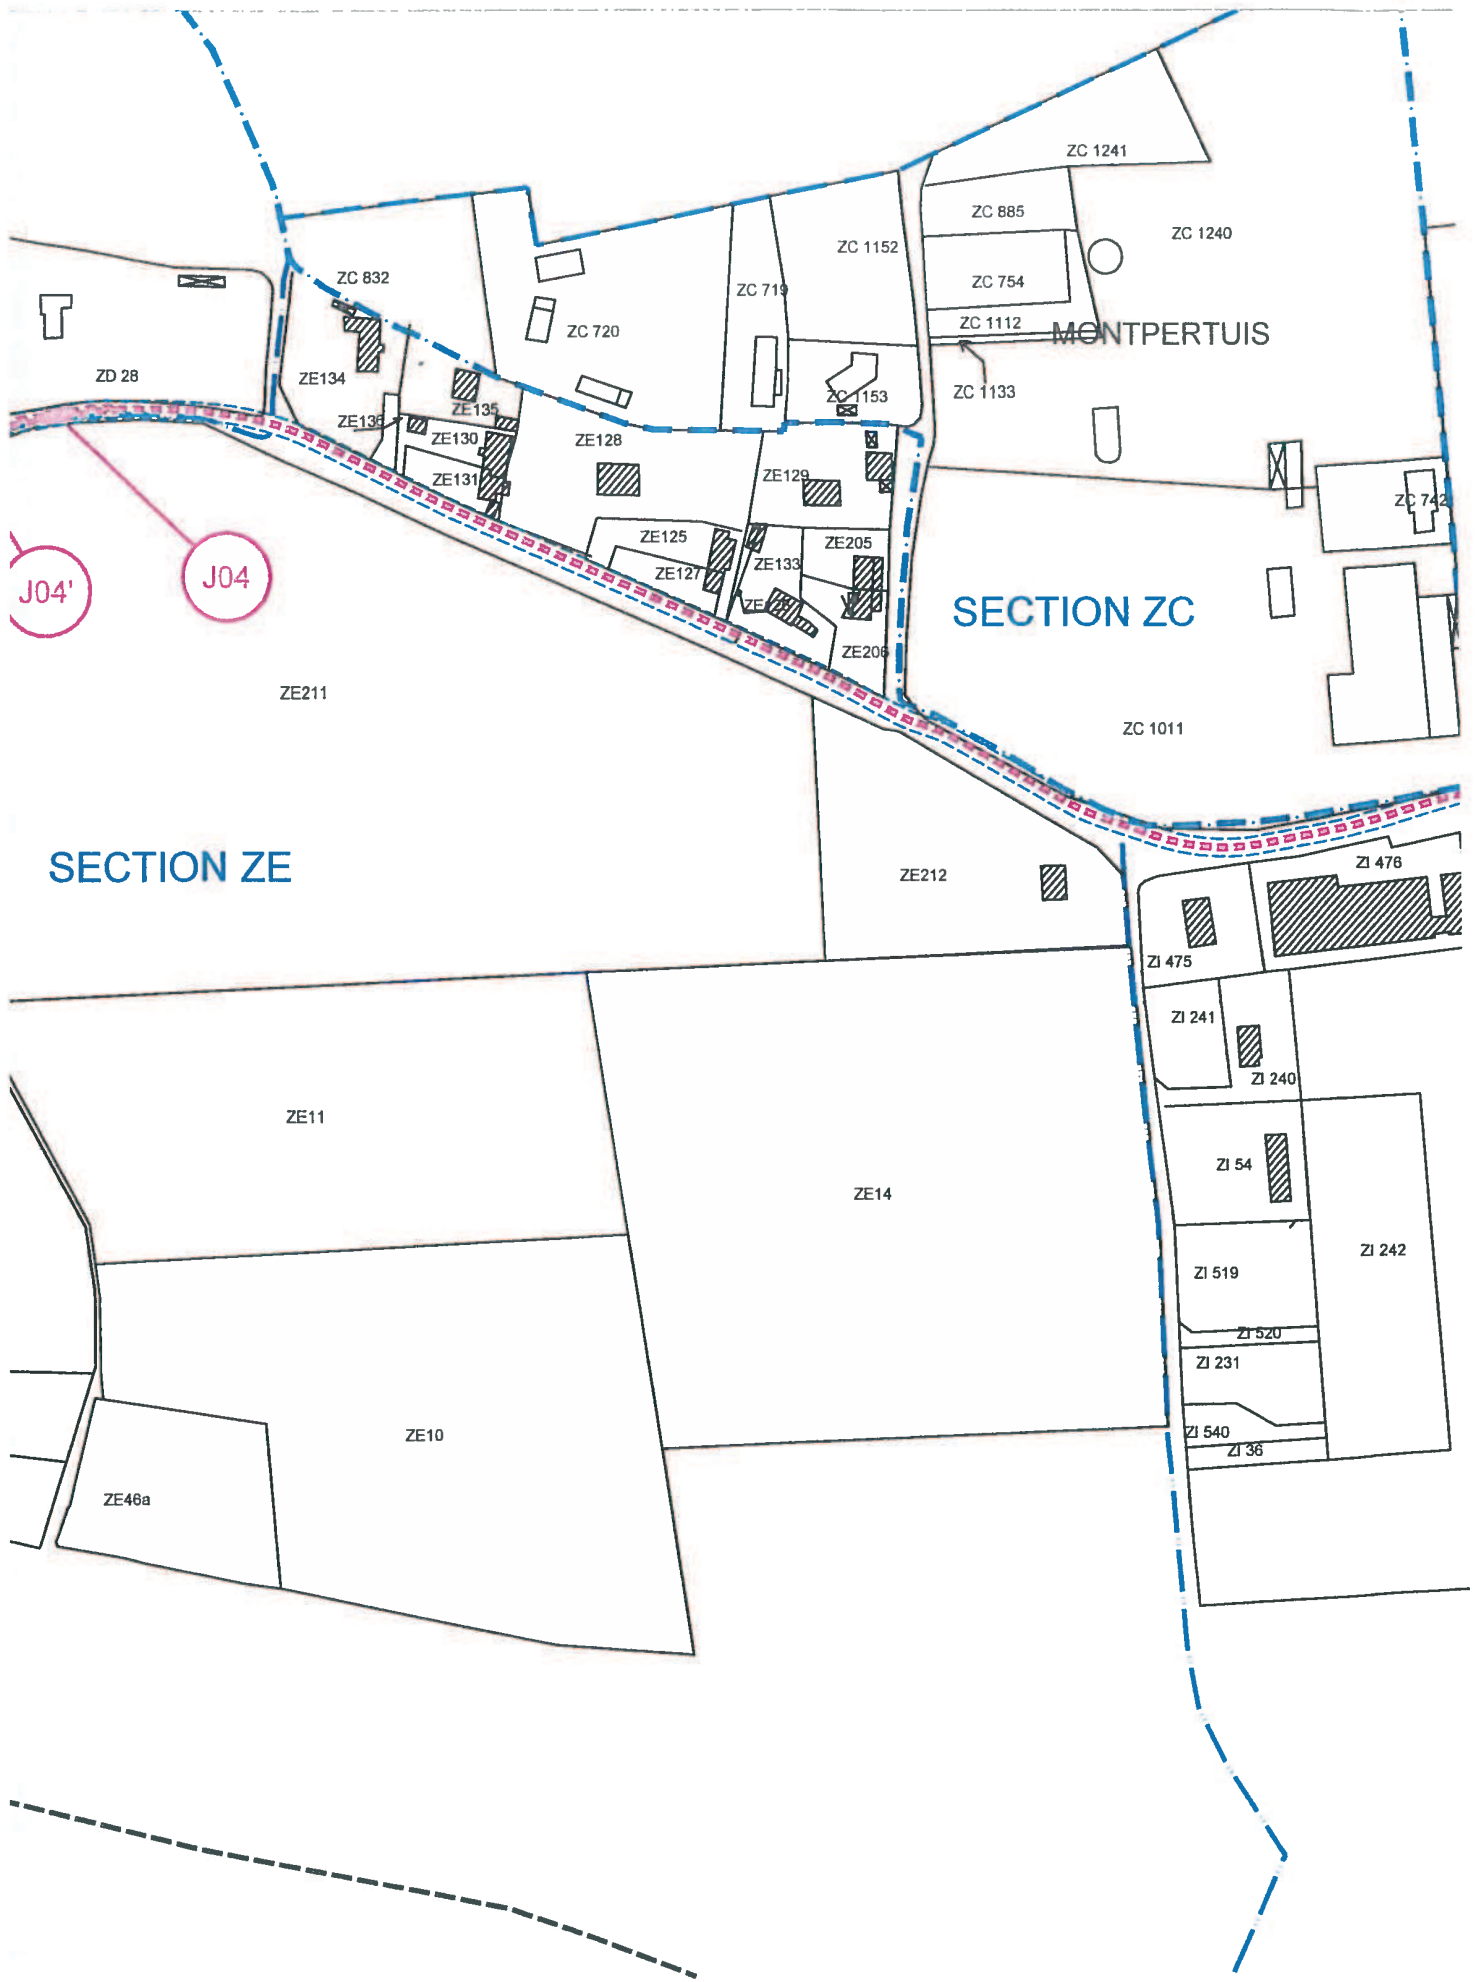 ZC 1241
ZC 885
ZC 1152
ZC 1240
ZC 832
ZC 754
ZC 719
ZC 720
ZC 1112
MONTPERTUIS
ZD 28
ZE134
ZC 1133
ZC 1153
ZE136
ZE135
ZE130
ZE128
ZE131
ZE129
ZC 742
ZE125
ZE205
ZE127
ZE133
J04'
J04
SECTION ZC
ZE206
ZE211
ZC 1011
SECTION ZE
ZE212
ZI 476
ZI 475
ZI 241
ZI 240
ZE11
ZI 54
ZE14
ZI 242
ZI 519
ZI 520
ZI 231
ZE10
ZI 540
ZI 36
ZE46a